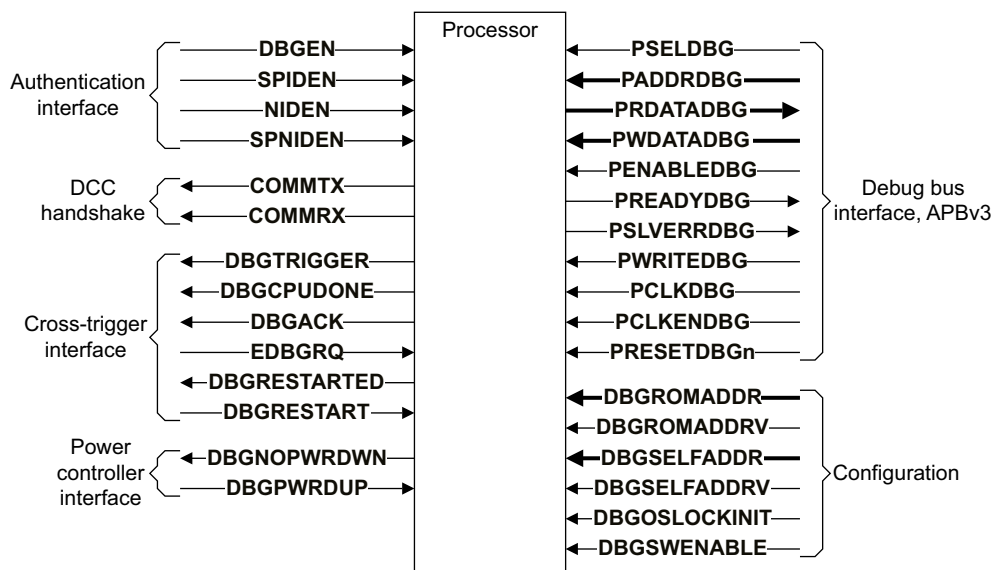 Processor
Authentication
interface
DBGEN
SPIDEN
NIDEN
SPNIDEN
DCC
handshake
COMMTX
COMMRX
Cross-trigger
interface
DBGTRIGGER
DBGCPUDONE
DBGACK
EDBGRQ
DBGRESTARTED
DBGRESTART
Power
controller
interface
DBGNOPWRDWN
DBGPWRDUP
PSELDBG
PADDRDBG
PRDATADBG
PWDATADBG
PENABLEDBG
PREADYDBG
PSLVERRDBG
PWRITEDBG
PCLKDBG
PCLKENDBG
PRESETDBGn
Debug bus
interface, APBv3
DBGROMADDR
DBGROMADDRV
DBGSELFADDR
DBGSELFADDRV
DBGOSLOCKINIT
DBGSWENABLE
Configuration